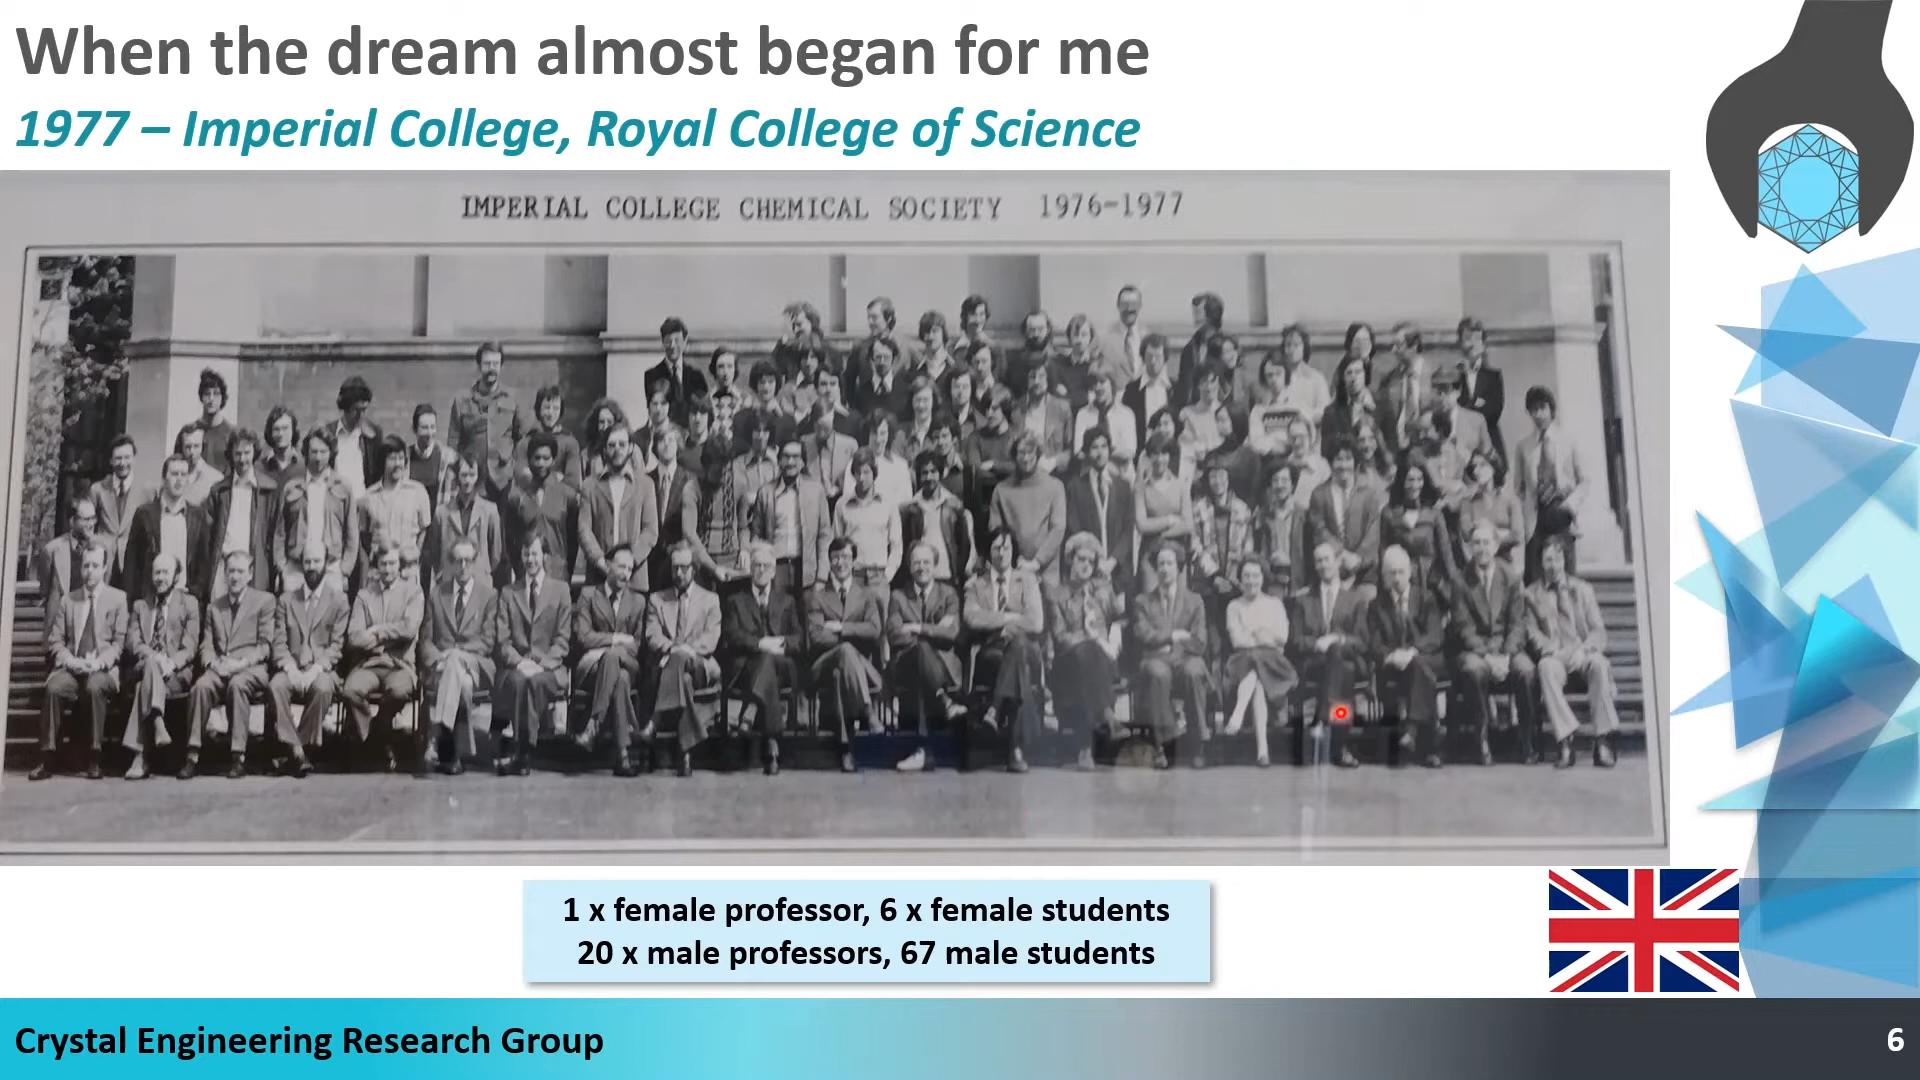 When the dream almost began for me
1977 – Imperial College, Royal College of Science
IMPERIAL COLLEGE CHEMICAL SOCIETY 1976-1977
1 x female professor, 6 x female students
20 x male professors, 67 male students
Crystal Engineering Research Group
6